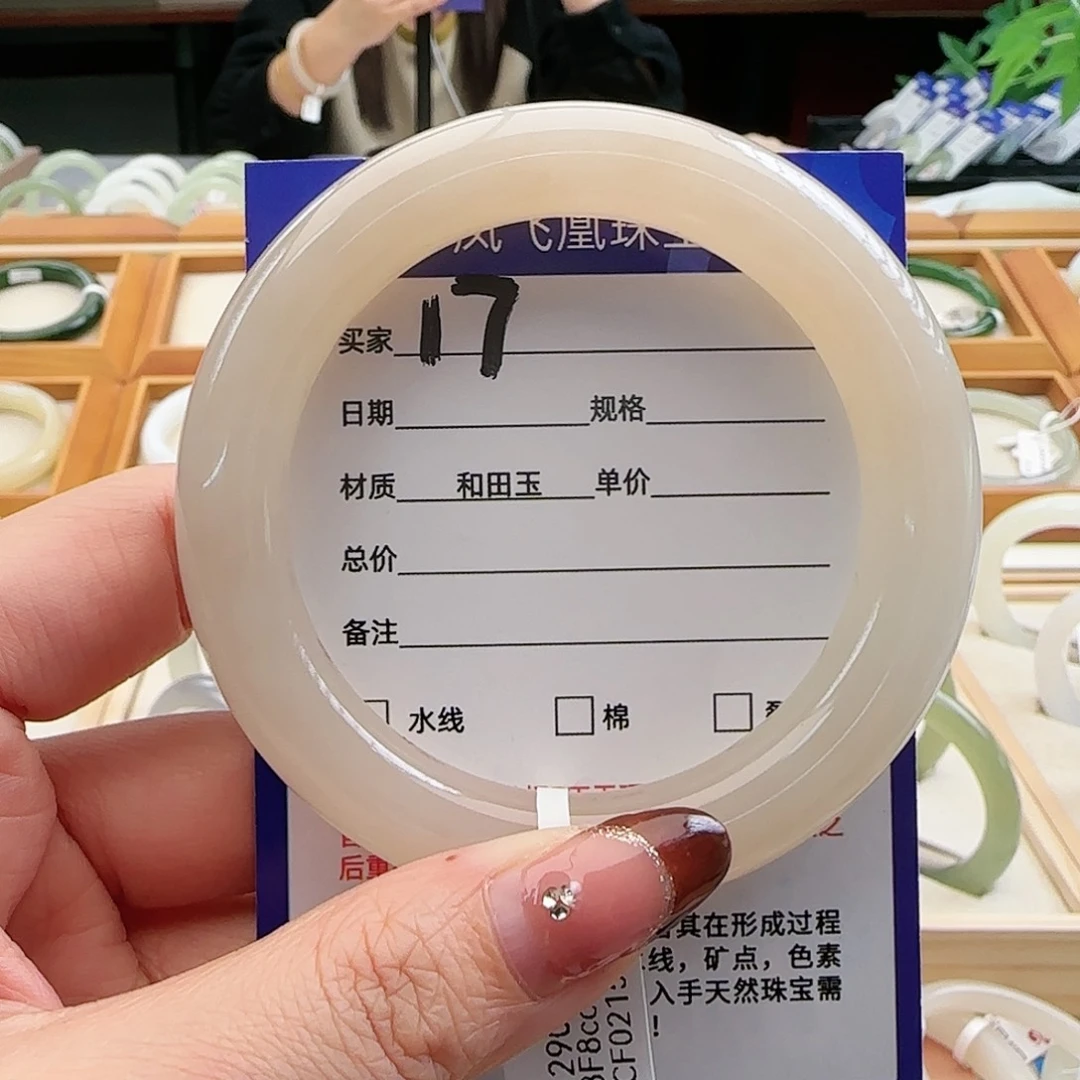 凤飞凰珠宝
买家 17
日期 规格
材质 和田玉 单价
总价
备注
水线 棉
后重
其在形成过程
线，矿点，色素
入手天然珠宝需
！